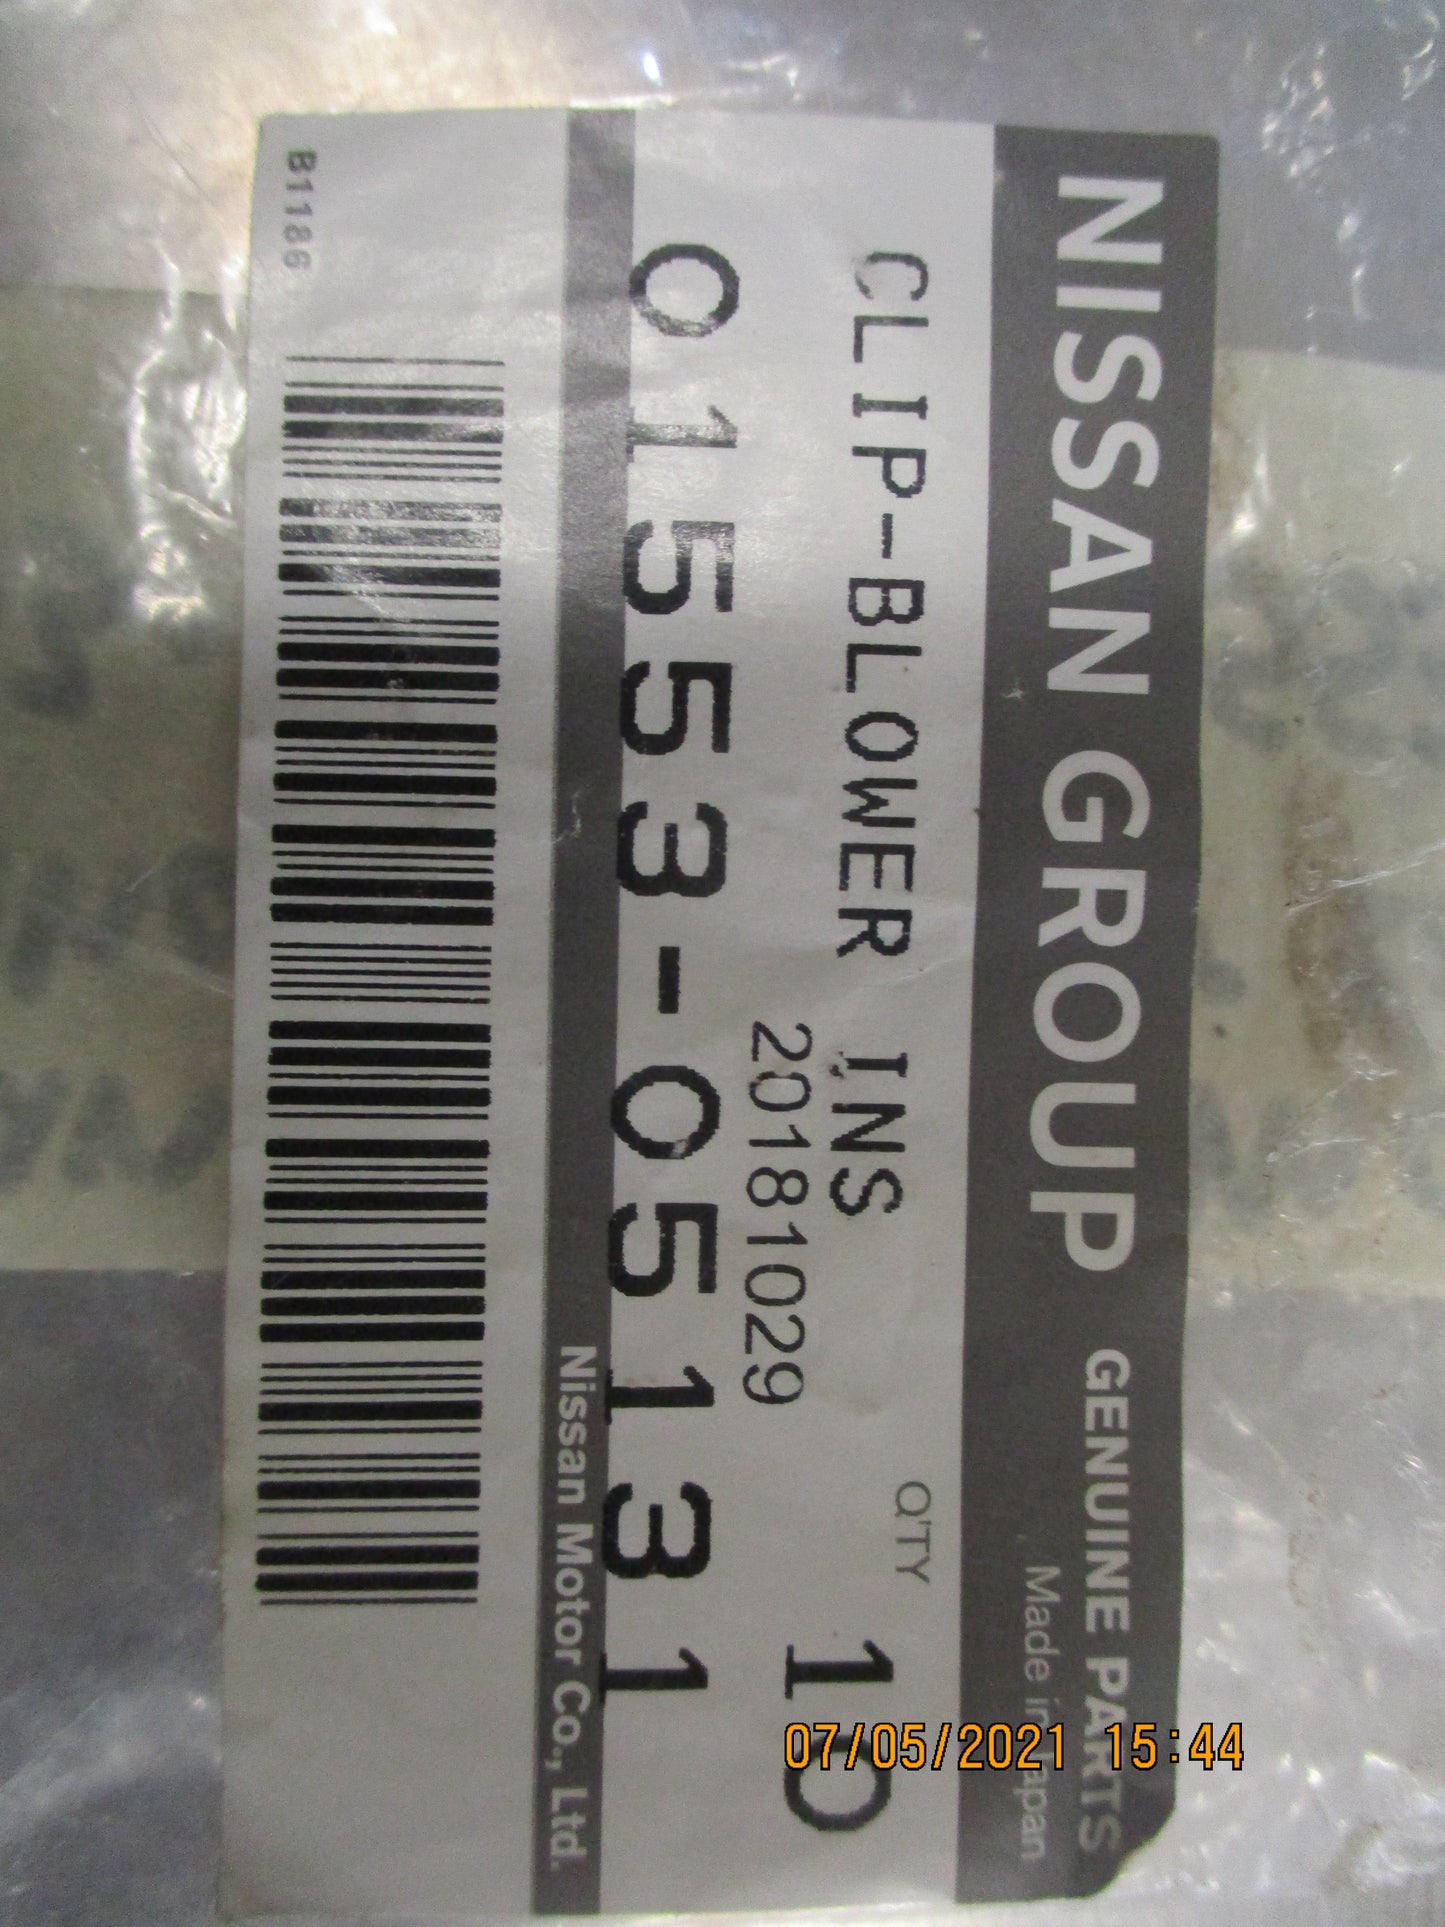 NISSAN GROUP GENUINE PARTS
Made in Japan
CLIP-BLOWER INS
QTY 10
20181029
01553-05131
Nissan Motor Co., Ltd.
B1186
07/05/2021 15:44